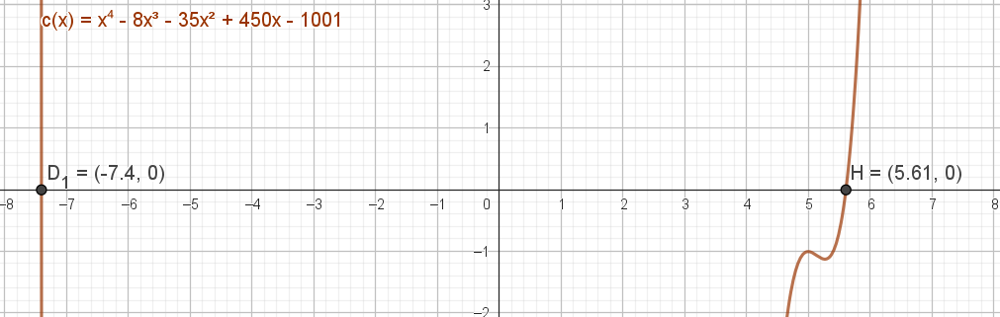 3
c(x) = x⁴ - 8x³ - 35x² + 450x - 1001
2
1
D₁ = (-7.4, 0)
H = (5.61, 0)
-8 -7 -6 -5 -4 -3 -2 -1 0 1 2 3 4 5 6 7 8
-1
-2